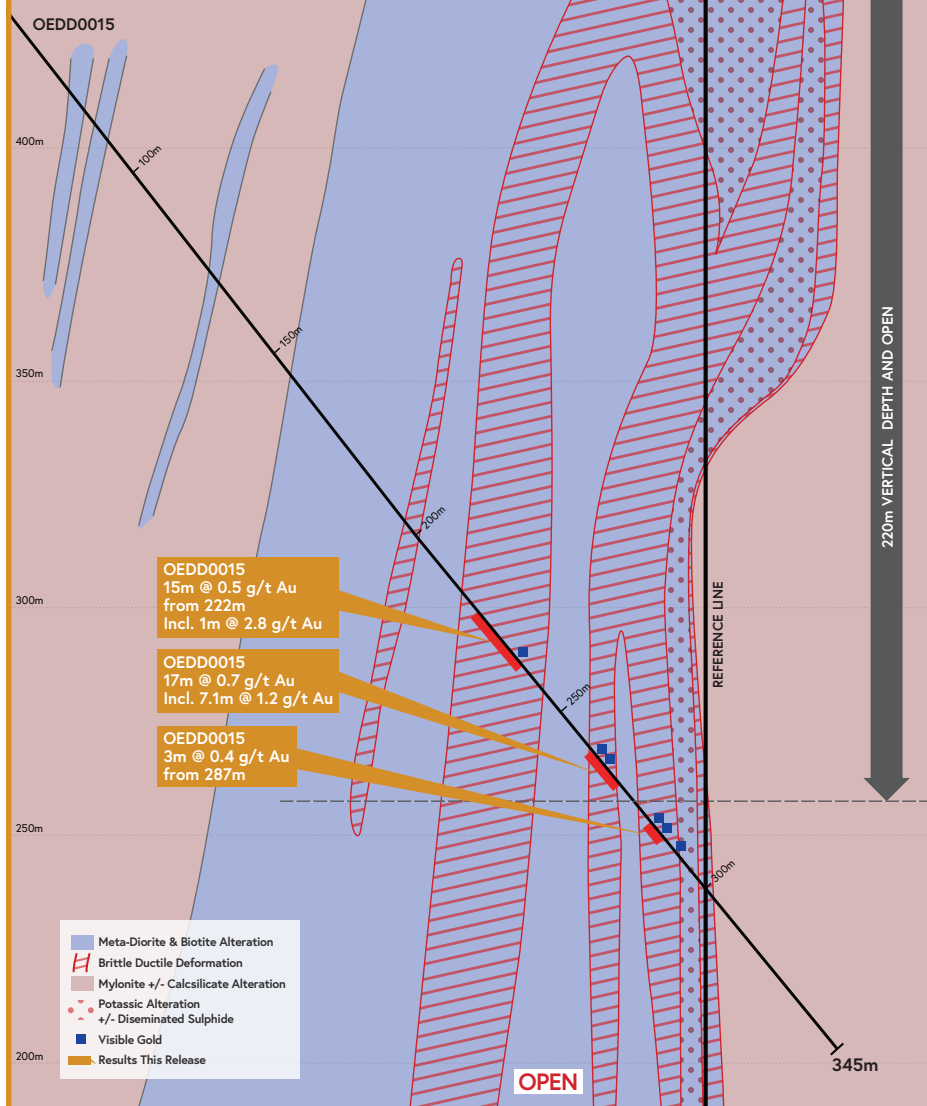 OEDD0015
400m
100m
150m
350m
220m VERTICAL DEPTH AND OPEN
200m
300m
OEDD0015
15m @ 0.5 g/t Au
from 222m
Incl. 1m @ 2.8 g/t Au
REFERENCE LINE
OEDD0015
17m @ 0.7 g/t Au
Incl. 7.1m @ 1.2 g/t Au
250m
OEDD0015
3m @ 0.4 g/t Au
from 287m
250m
300m
Meta-Diorite & Biotite Alteration
Brittle Ductile Deformation
Mylonite +/- Calcsilicate Alteration
Potassic Alteration
+/- Diseminated Sulphide
Visible Gold
Results This Release
200m
OPEN
345m